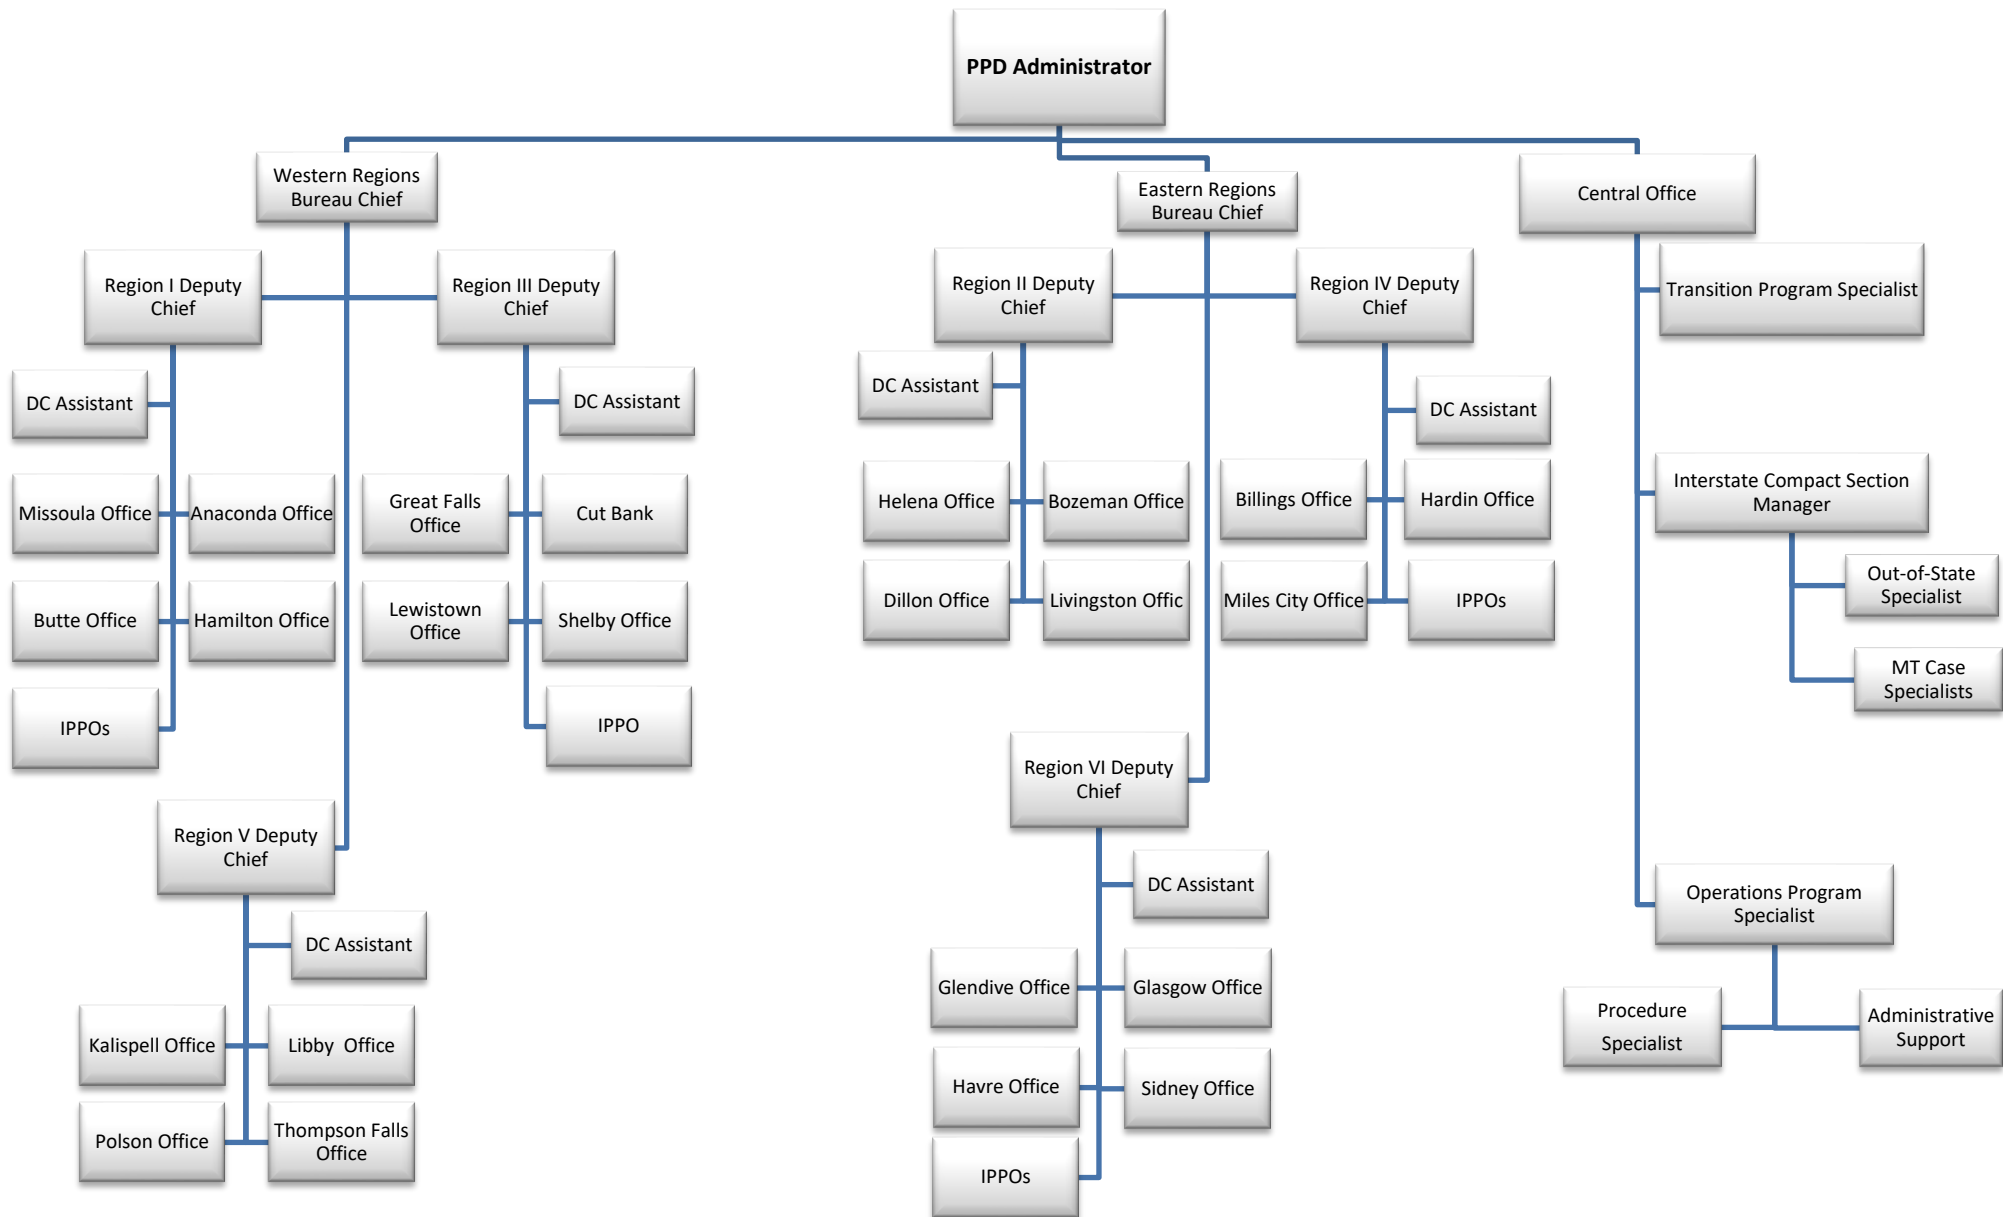 PPD Administrator
Western Regions
Bureau Chief
Eastern Regions
Bureau Chief
Central Office
Region I Deputy
Chief
Region III Deputy
Chief
Region II Deputy
Chief
Region IV Deputy
Chief
Transition Program Specialist
DC Assistant
DC Assistant
DC Assistant
DC Assistant
Missoula Office
Anaconda Office
Great Falls
Office
Cut Bank
Helena Office
Bozeman Office
Billings Office
Hardin Office
Interstate Compact Section
Manager
Butte Office
Hamilton Office
Lewistown
Office
Shelby Office
Dillon Office
Livingston Offic
Miles City Office
IPPOs
Out-of-State
Specialist
MT Case
Specialists
IPPOs
IPPO
Region V Deputy
Chief
Region VI Deputy
Chief
DC Assistant
DC Assistant
Operations Program
Specialist
Kalispell Office
Libby  Office
Glendive Office
Glasgow Office
Procedure
Specialist
Administrative
Support
Polson Office
Thompson Falls
Office
Havre Office
Sidney Office
IPPOs